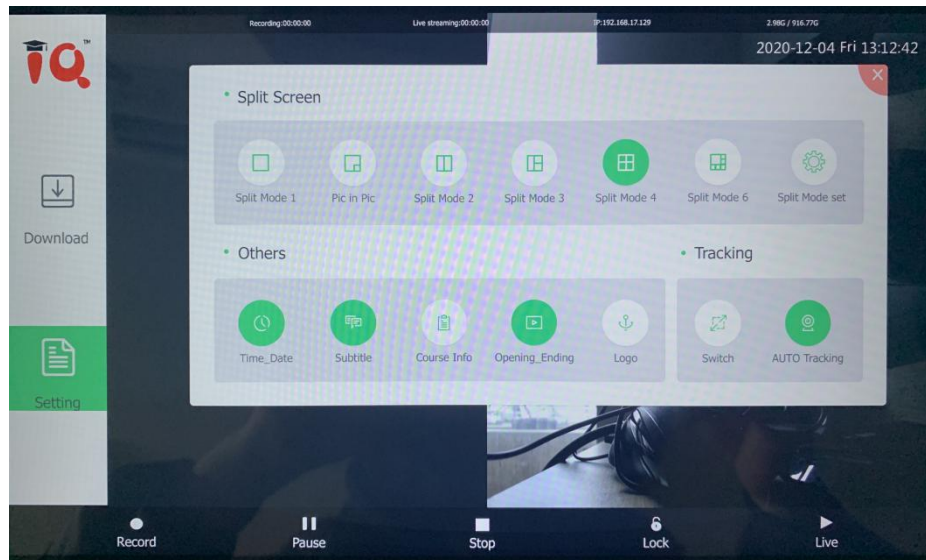 Recording:00:00:00 Live streaming:00:00:00 IP:192.168.17.129 2.98G / 916.77G
2020-12-04 Fri 13:12:42
iQ™
Download
Setting
Split Screen
X
Split Mode 1 Pic in Pic Split Mode 2 Split Mode 3 Split Mode 4 Split Mode 6 Split Mode set
Others
Time_Date Subtitle Course Info Opening_Ending Logo
Tracking
Switch AUTO Tracking
Record Pause Stop Lock Live